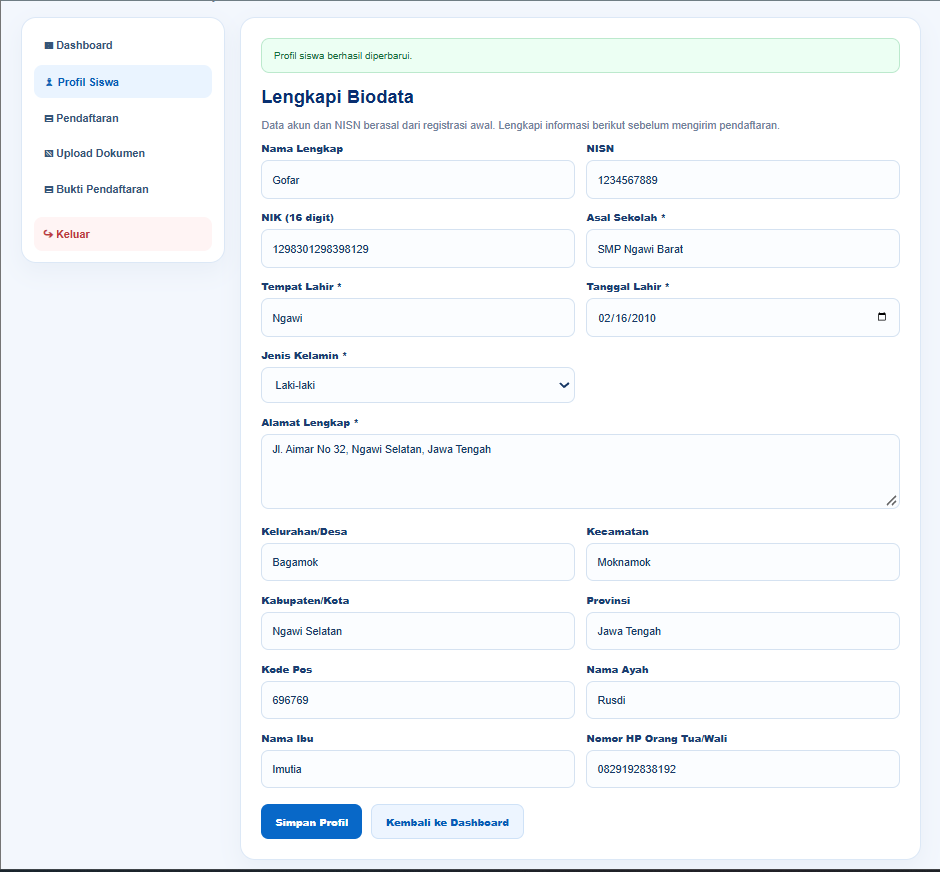 Dashboard
Profil Siswa
Pendaftaran
Upload Dokumen
Bukti Pendaftaran
Keluar
Profil siswa berhasil diperbarui.
Lengkapi Biodata
Data akun dan NISN berasal dari registrasi awal. Lengkapi informasi berikut sebelum mengirim pendaftaran.
Nama Lengkap
Gofar
NISN
1234567889
NIK (16 digit)
1298301298398129
Asal Sekolah *
SMP Ngawi Barat
Tempat Lahir *
Ngawi
Tanggal Lahir *
02/16/2010
Jenis Kelamin *
Laki-laki
Alamat Lengkap *
Jl. Aimar No 32, Ngawi Selatan, Jawa Tengah
Kelurahan/Desa
Bagamok
Kecamatan
Moknamok
Kabupaten/Kota
Ngawi Selatan
Provinsi
Jawa Tengah
Kode Pos
696769
Nama Ayah
Rusdi
Nama Ibu
Imutia
Nomor HP Orang Tua/Wali
0829192838192
Simpan Profil
Kembali ke Dashboard